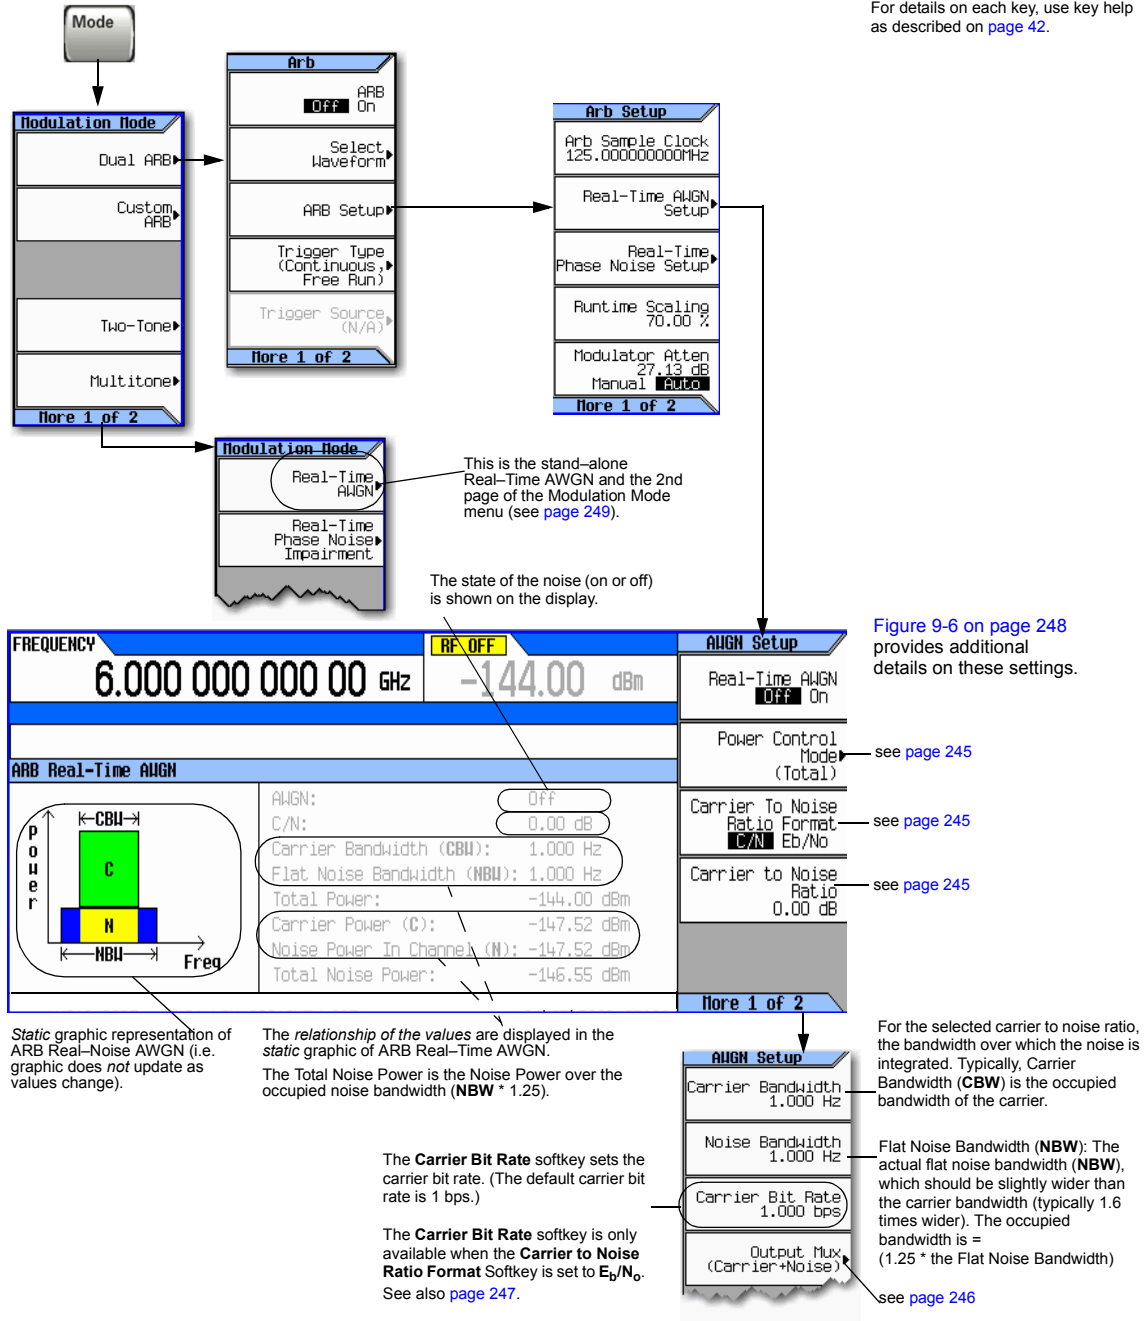 For details on each key, use key help
as described on page 42.
Mode
Modulation Mode
Dual ARB
Custom
ARB
Two-Tone
Multitone
More 1 of 2
Arb
ARB
Off On
Select
Waveform
ARB Setup
Trigger Type
(Continuous,
Free Run)
Trigger Source
(N/A)
More 1 of 2
Arb Setup
Arb Sample Clock
125.000000000MHz
Real-Time AWGN
Setup
Real-Time
Phase Noise Setup
Runtime Scaling
70.00 %
Modulator Atten
27.13 dB
Manual Auto
More 1 of 2
Modulation Mode
Real-Time
AWGN
Real-Time
Phase Noise
Impairment
This is the stand–alone
Real–Time AWGN and the 2nd
page of the Modulation Mode
menu (see page 249).
The state of the noise (on or off)
is shown on the display.
FREQUENCY
6.000 000 000 00 GHz
RF OFF
-144.00 dBm
ARB Real-Time AWGN
power
CBW
C
N
NBW
Freq
AWGN: Off
C/N: 0.00 dB
Carrier Bandwidth (CBW): 1.000 Hz
Flat Noise Bandwidth (NBW): 1.000 Hz
Total Power: -144.00 dBm
Carrier Power (C): -147.52 dBm
Noise Power In Channel (N): -147.52 dBm
Total Noise Power: -146.55 dBm
AWGN Setup
Real-Time AWGN
Off On
Power Control
Mode
(Total)
Carrier To Noise
Ratio Format
C/N Eb/No
Carrier to Noise
Ratio
0.00 dB
More 1 of 2
Figure 9-6 on page 248
provides additional
details on these settings.
see page 245
see page 245
see page 245
Static graphic representation of
ARB Real–Noise AWGN (i.e.
graphic does not update as
values change).
The relationship of the values are displayed in the
static graphic of ARB Real–Time AWGN.
The Total Noise Power is the Noise Power over the
occupied noise bandwidth (NBW * 1.25).
AWGN Setup
Carrier Bandwidth
1.000 Hz
Noise Bandwidth
1.000 Hz
Carrier Bit Rate
1.000 bps
Output Mux
(Carrier+Noise)
For the selected carrier to noise ratio,
the bandwidth over which the noise is
integrated. Typically, Carrier
Bandwidth (CBW) is the occupied
bandwidth of the carrier.
Flat Noise Bandwidth (NBW): The
actual flat noise bandwidth (NBW),
which should be slightly wider than
the carrier bandwidth (typically 1.6
times wider). The occupied
bandwidth is =
(1.25 * the Flat Noise Bandwidth)
see page 246
The Carrier Bit Rate softkey sets the
carrier bit rate. (The default carrier bit
rate is 1 bps.)
The Carrier Bit Rate softkey is only
available when the Carrier to Noise
Ratio Format Softkey is set to Eb/No.
See also page 247.